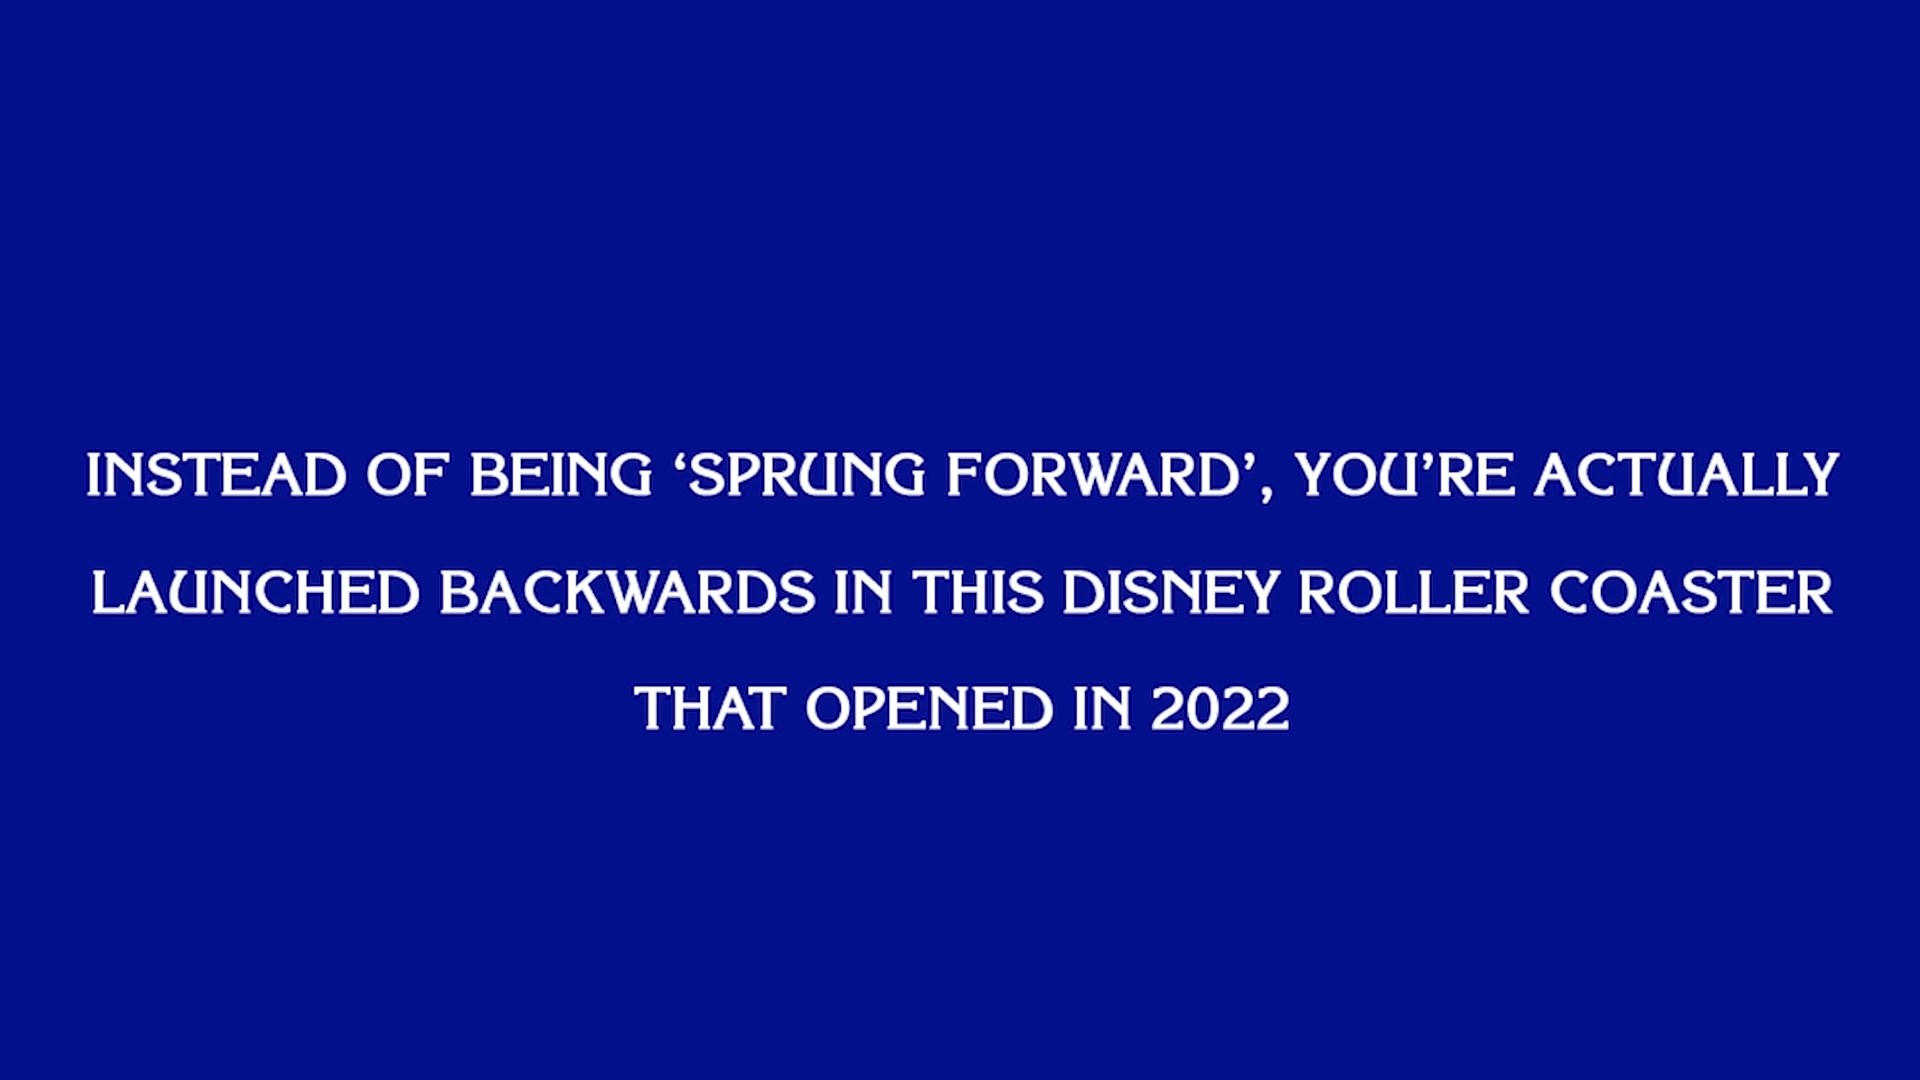 INSTEAD OF BEING ‘SPRUNG FORWARD’, YOU’RE ACTUALLY
LAUNCHED BACKWARDS IN THIS DISNEY ROLLER COASTER
THAT OPENED IN 2022